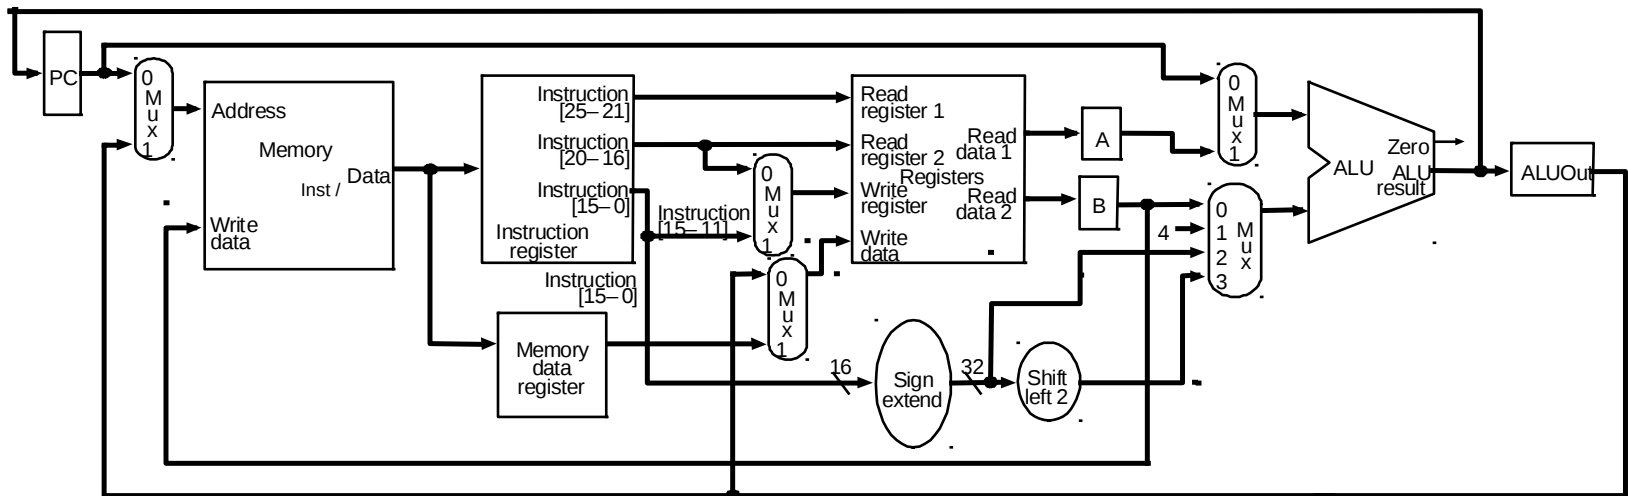 PC
0
M
u
x
1
Address
Memory
Inst /
Data
Write
data
Instruction
[25–21]
Instruction
[20–16]
Instruction
[15–0]
Instruction
register
Instruction
[15–11]
Instruction
[15–0]
Memory
data
register
0
M
u
x
1
0
M
u
x
1
Read
register 1
Read
register 2
Registers
Write
register
Write
data
Read
data 1
Read
data 2
16
Sign
extend
32
Shift
left 2
A
B
4
0
M
u
x
1
0
1
2
3
M
u
x
ALU
Zero
ALU
result
ALUOut